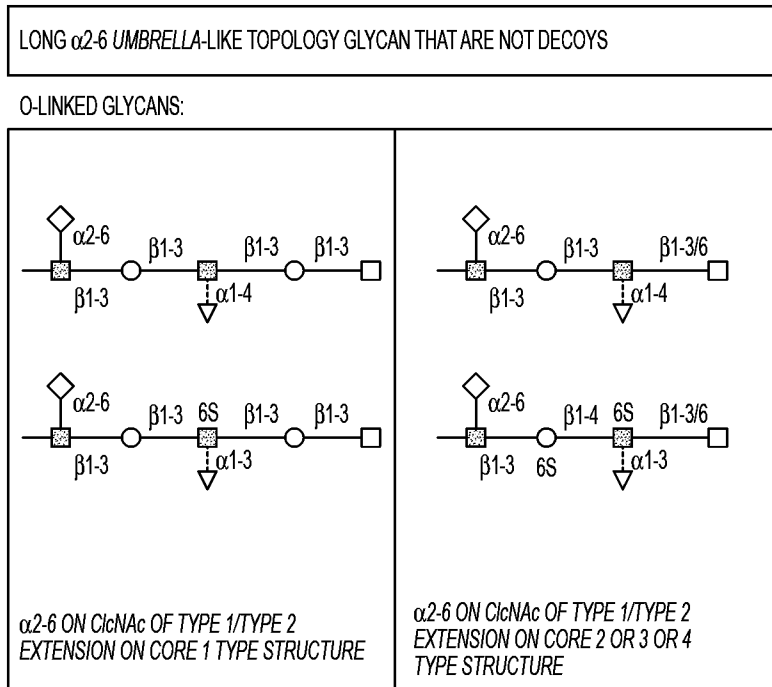 LONG α2-6 UMBRELLA-LIKE TOPOLOGY GLYCAN THAT ARE NOT DECOYS
O-LINKED GLYCANS:
α2-6 β1-3 β1-3 β1-3
β1-3 α1-4
α2-6 β1-3 6S β1-3 β1-3
β1-3 α1-3
α2-6 ON ClcNAc OF TYPE 1/TYPE 2
EXTENSION ON CORE 1 TYPE STRUCTURE
α2-6 β1-3 β1-3/6
β1-3 α1-4
α2-6 β1-4 6S β1-3/6
β1-3 6S α1-3
α2-6 ON ClcNAc OF TYPE 1/TYPE 2
EXTENSION ON CORE 2 OR 3 OR 4
TYPE STRUCTURE